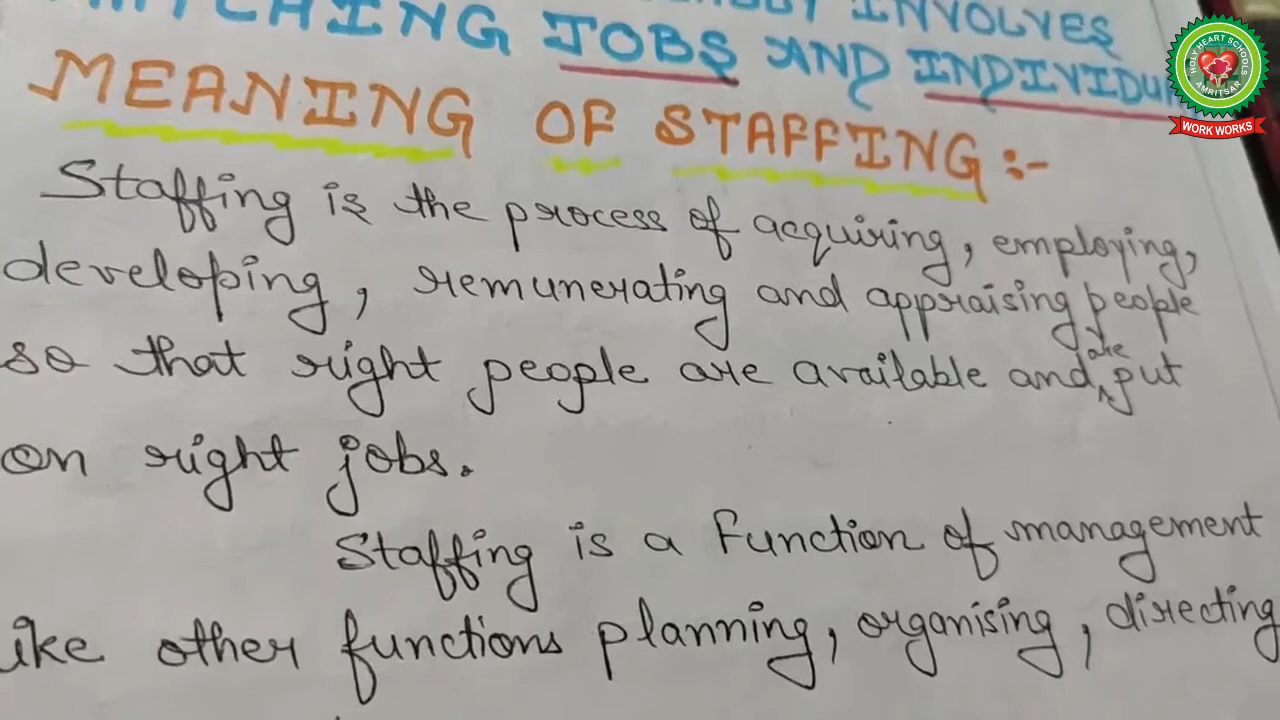 INVOLVES
JOBS AND
MEANING OF STAFFING :-
Staffing is the process of acquiring, employing,
developing, remunerating and appraising people
so that right people are available and are put
on right jobs.
Staffing is a Function of management
ike other functions planning, organising, directing
HOLY HEART SCHOOLS
AMRITSAR
WORK WORKS